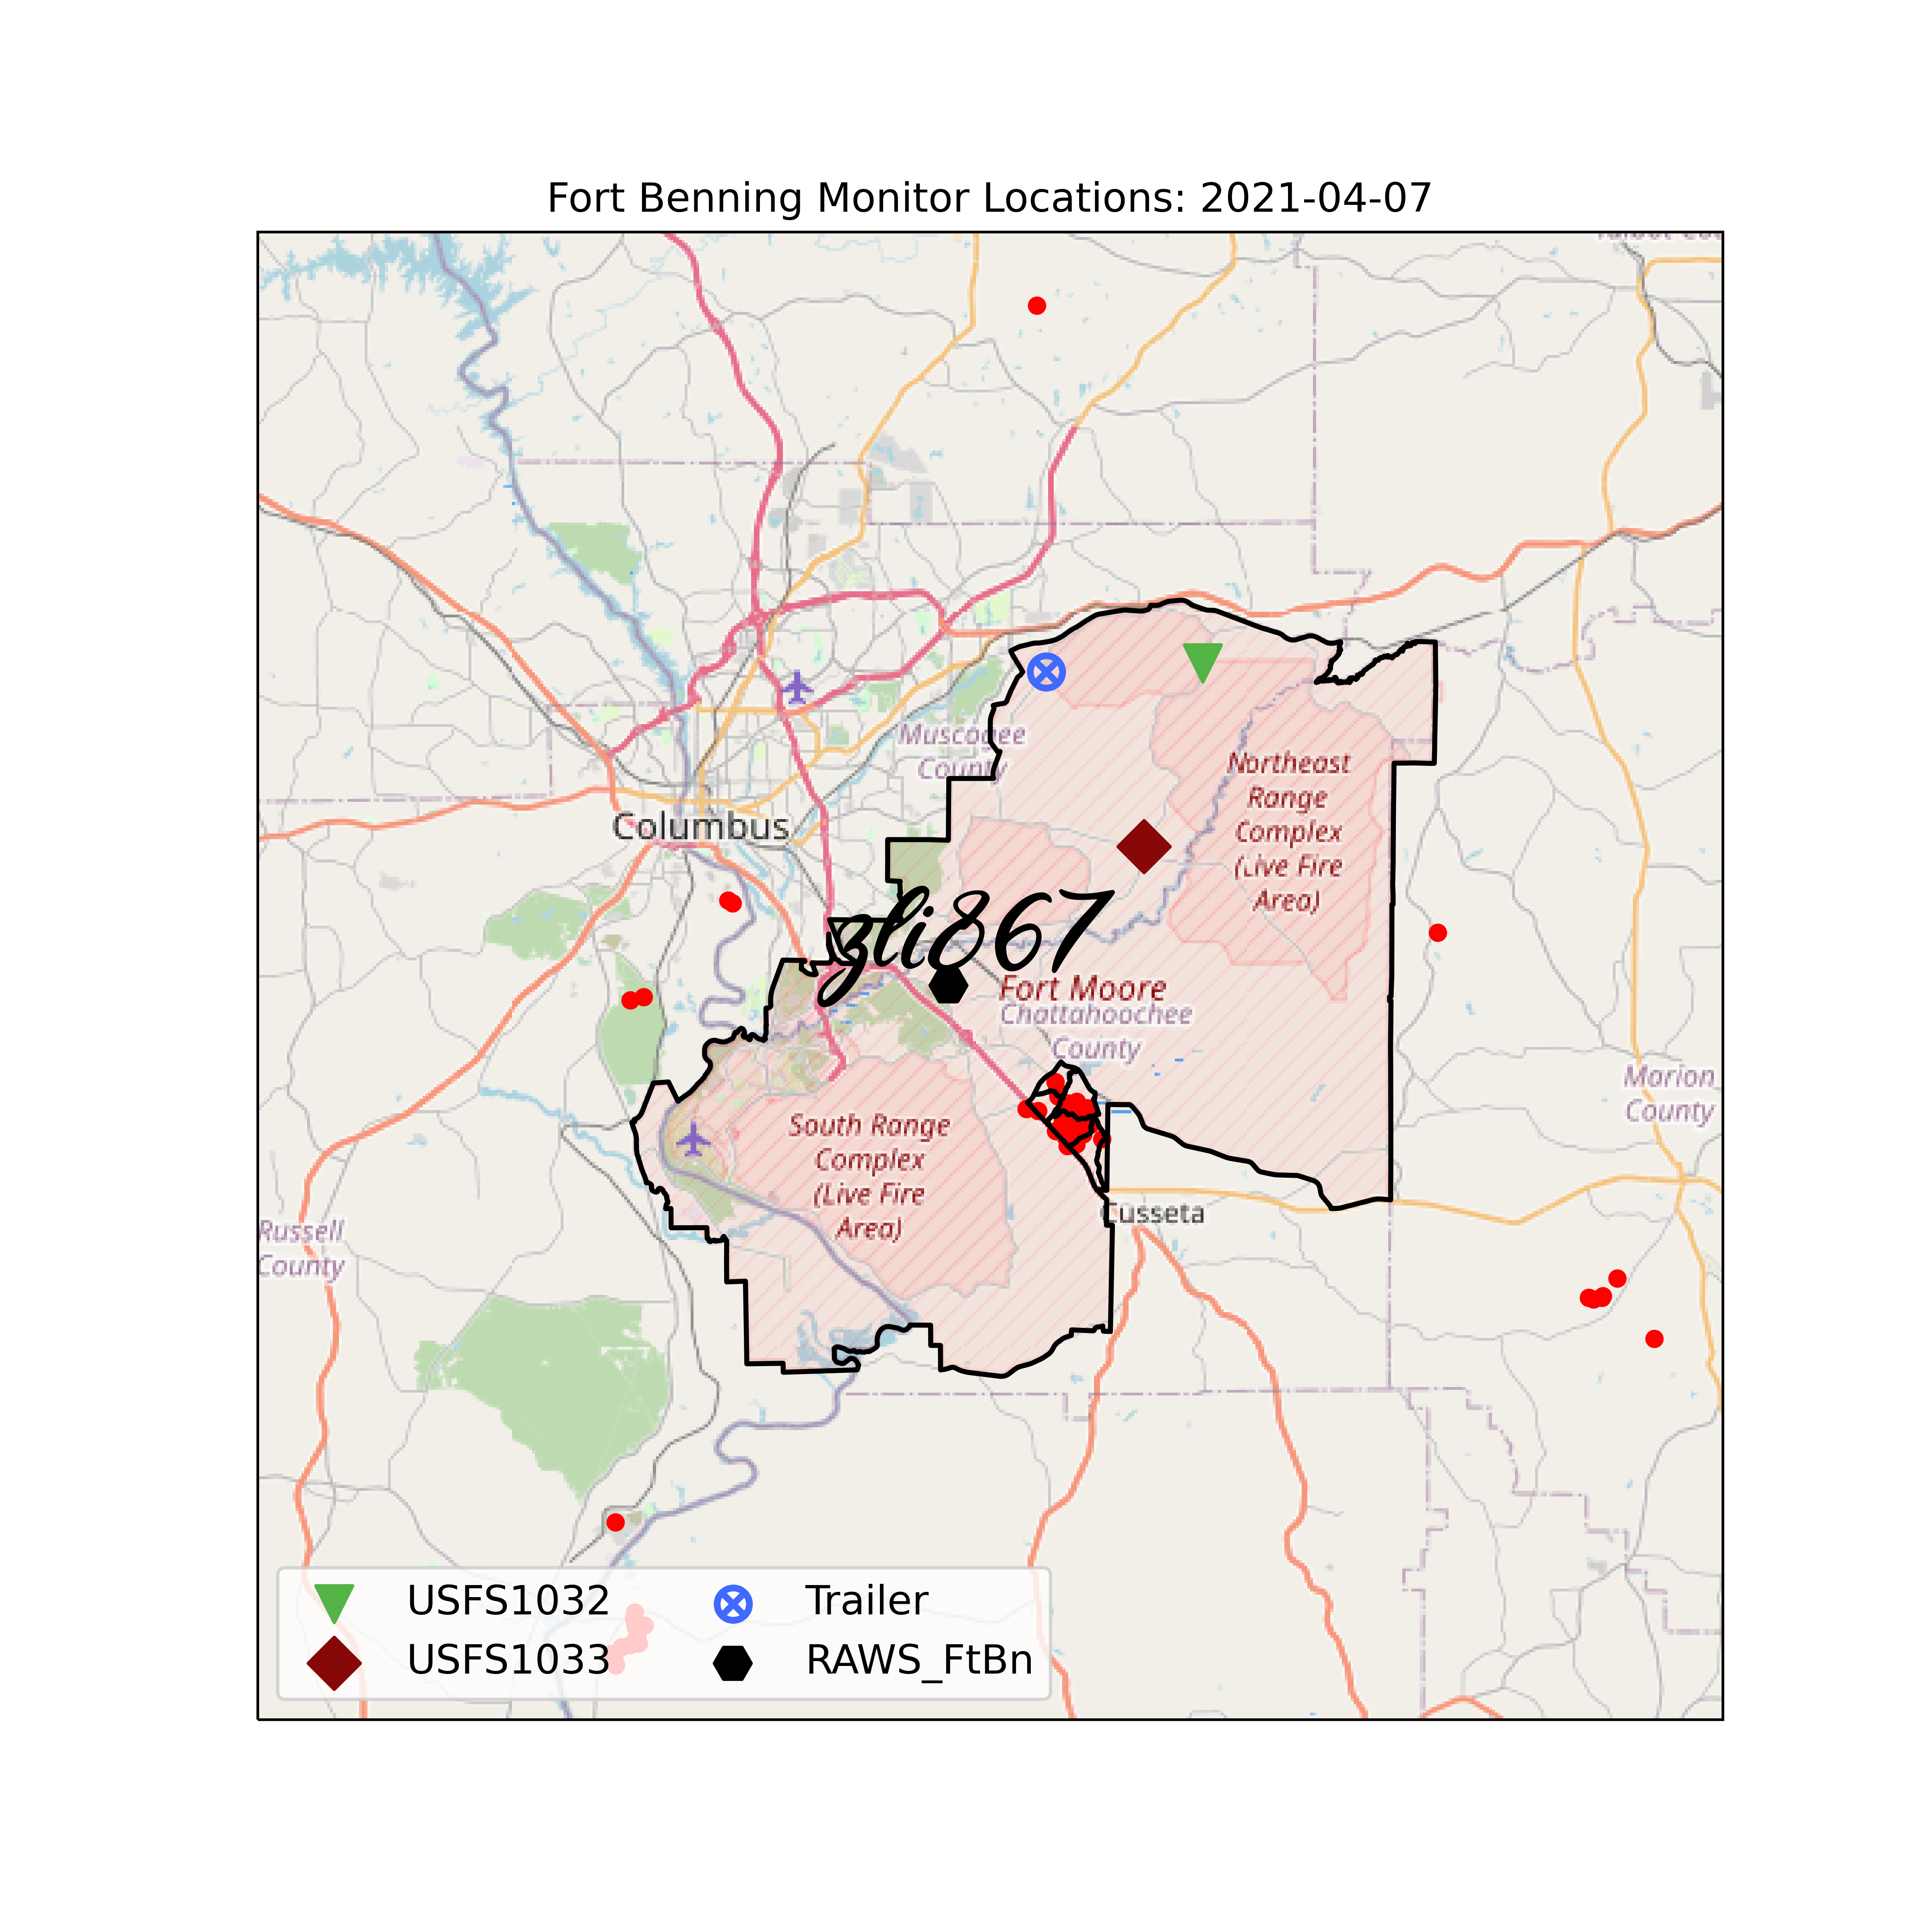 Fort Benning Monitor Locations: 2021-04-07
Muscogee
County
Northeast
Range
Complex
(Live Fire
Area)
Columbus
gli867
Fort Moore
Chattahoochee
County
Marion
County
South Range
Complex
(Live Fire
Area)
Cusseta
Russell
County
USFS1032
Trailer
USFS1033
RAWS_FtBn